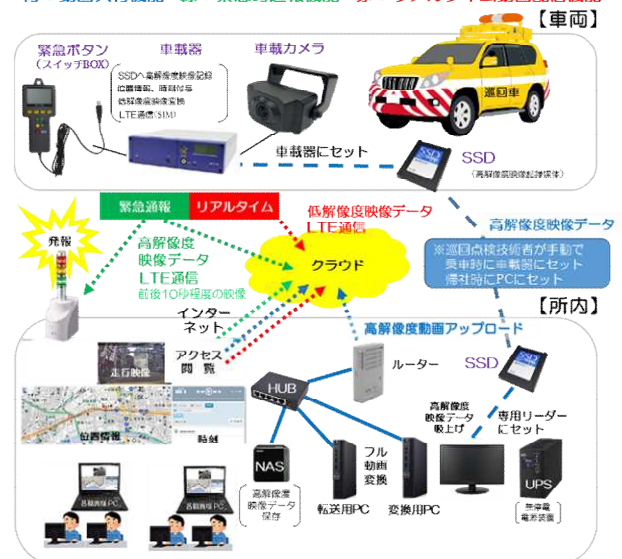 【車両】
緊急ボタン
(スイッチBOX)
車載器
車載カメラ
SSDへ高解像度映像記録
位置情報、時刻付与
低解像度映像変換
LTE通信(SIM)
巡回車
車載器にセット
SSD
SSD
(高解像度映像記録媒体)
緊急通報
リアルタイム
低解像度映像データ
LTE通信
高解像度映像データ
発報
高解像度
映像データ
LTE通信
前後10秒程度の映像
クラウド
※巡回点検技術者が手動で
乗車時に車載器にセット
帰社時にPCにセット
【所内】
インター
ネット
高解像度動画アップロード
アクセス
閲覧
走行映像
ルーター
SSD
HUB
位置情報
時刻
高解像度
映像データ
吸上げ
専用リーダー
にセット
NAS
フル
動画
変換
UPS
高解像度
映像データ
保存
転送用PC
変換用PC
無停電
電源装置